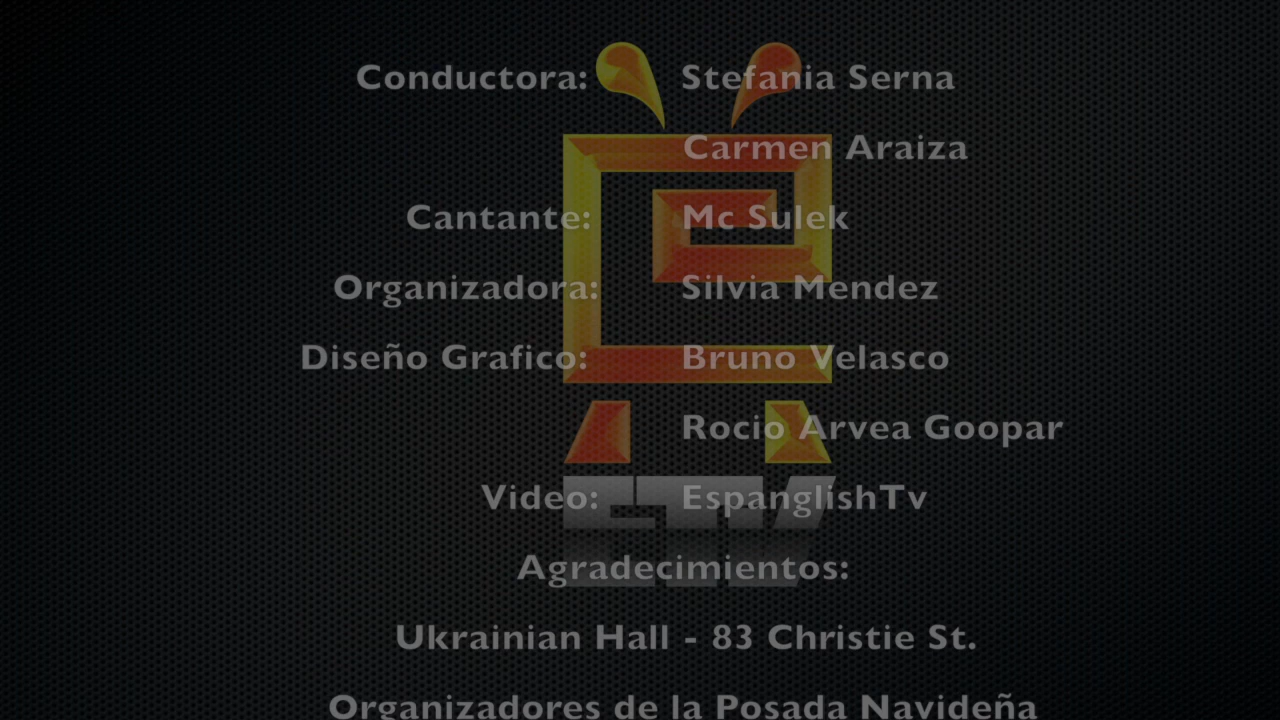 Conductora: Stefania Serna
Carmen Araiza
Cantante: Mc Sulek
Organizadora: Silvia Mendez
Diseño Grafico: Bruno Velasco
Rocio Arvea Goopar
Video: EspanglishTv
ETV
Agradecimientos:
Ukrainian Hall - 83 Christie St.
Organizadores de la Posada Navideña